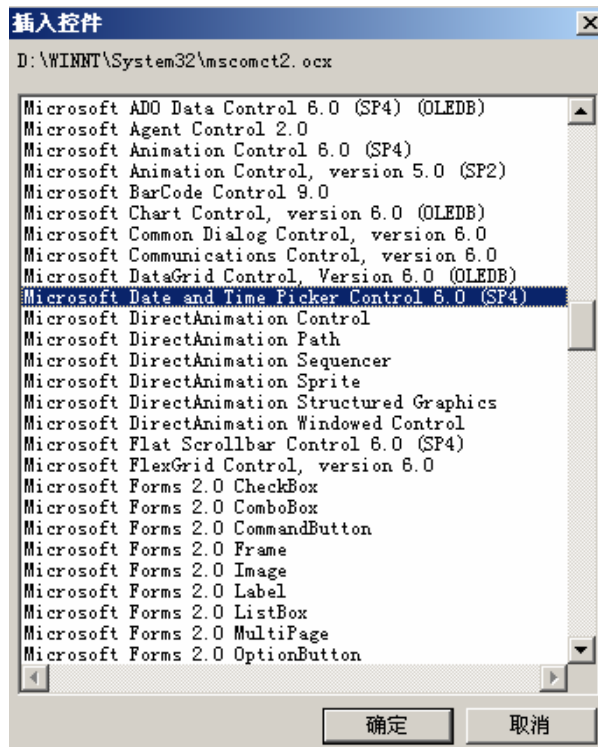 插入控件
D:\WINNT\System32\mscomct2.ocx
Microsoft ADO Data Control 6.0 (SP4) (OLEDB)
Microsoft Agent Control 2.0
Microsoft Animation Control 6.0 (SP4)
Microsoft Animation Control, version 5.0 (SP2)
Microsoft BarCode Control 9.0
Microsoft Chart Control, version 6.0 (OLEDB)
Microsoft Common Dialog Control, version 6.0
Microsoft Communications Control, version 6.0
Microsoft DataGrid Control, Version 6.0 (OLEDB)
Microsoft Date and Time Picker Control 6.0 (SP4)
Microsoft DirectAnimation Control
Microsoft DirectAnimation Path
Microsoft DirectAnimation Sequencer
Microsoft DirectAnimation Sprite
Microsoft DirectAnimation Structured Graphics
Microsoft DirectAnimation Windowed Control
Microsoft Flat Scrollbar Control 6.0 (SP4)
Microsoft FlexGrid Control, version 6.0
Microsoft Forms 2.0 CheckBox
Microsoft Forms 2.0 ComboBox
Microsoft Forms 2.0 CommandButton
Microsoft Forms 2.0 Frame
Microsoft Forms 2.0 Image
Microsoft Forms 2.0 Label
Microsoft Forms 2.0 ListBox
Microsoft Forms 2.0 MultiPage
Microsoft Forms 2.0 OptionButton
确定 取消